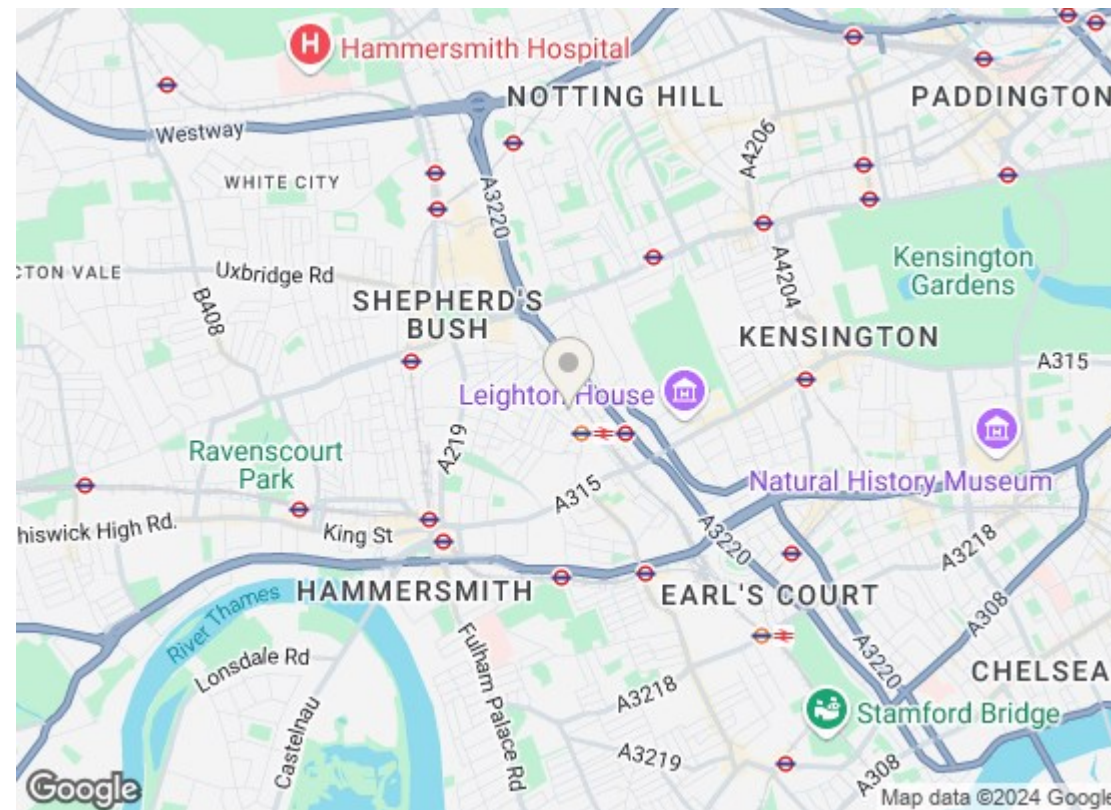 H
Hammersmith Hospital
NOTTING HILL
PADDINGTON
Westway
A4206
WHITE CITY
A3220
CTON VALE
Uxbridge Rd
B408
SHEPHERD'S
BUSH
A4204
Kensington
Gardens
KENSINGTON
A315
Leighton House
M
M
Ravenscourt
Park
A219
Natural History Museum
A315
hiswick High Rd.
King St
A3220
A3218
HAMMERSMITH
EARL'S COURT
A308
River Thames
Lonsdale Rd
Fulham Palace Rd
A3220
CHELSEA
Castelnau
A3218
Stamford Bridge
A3219
A308
Google
Map data ©2024 Google